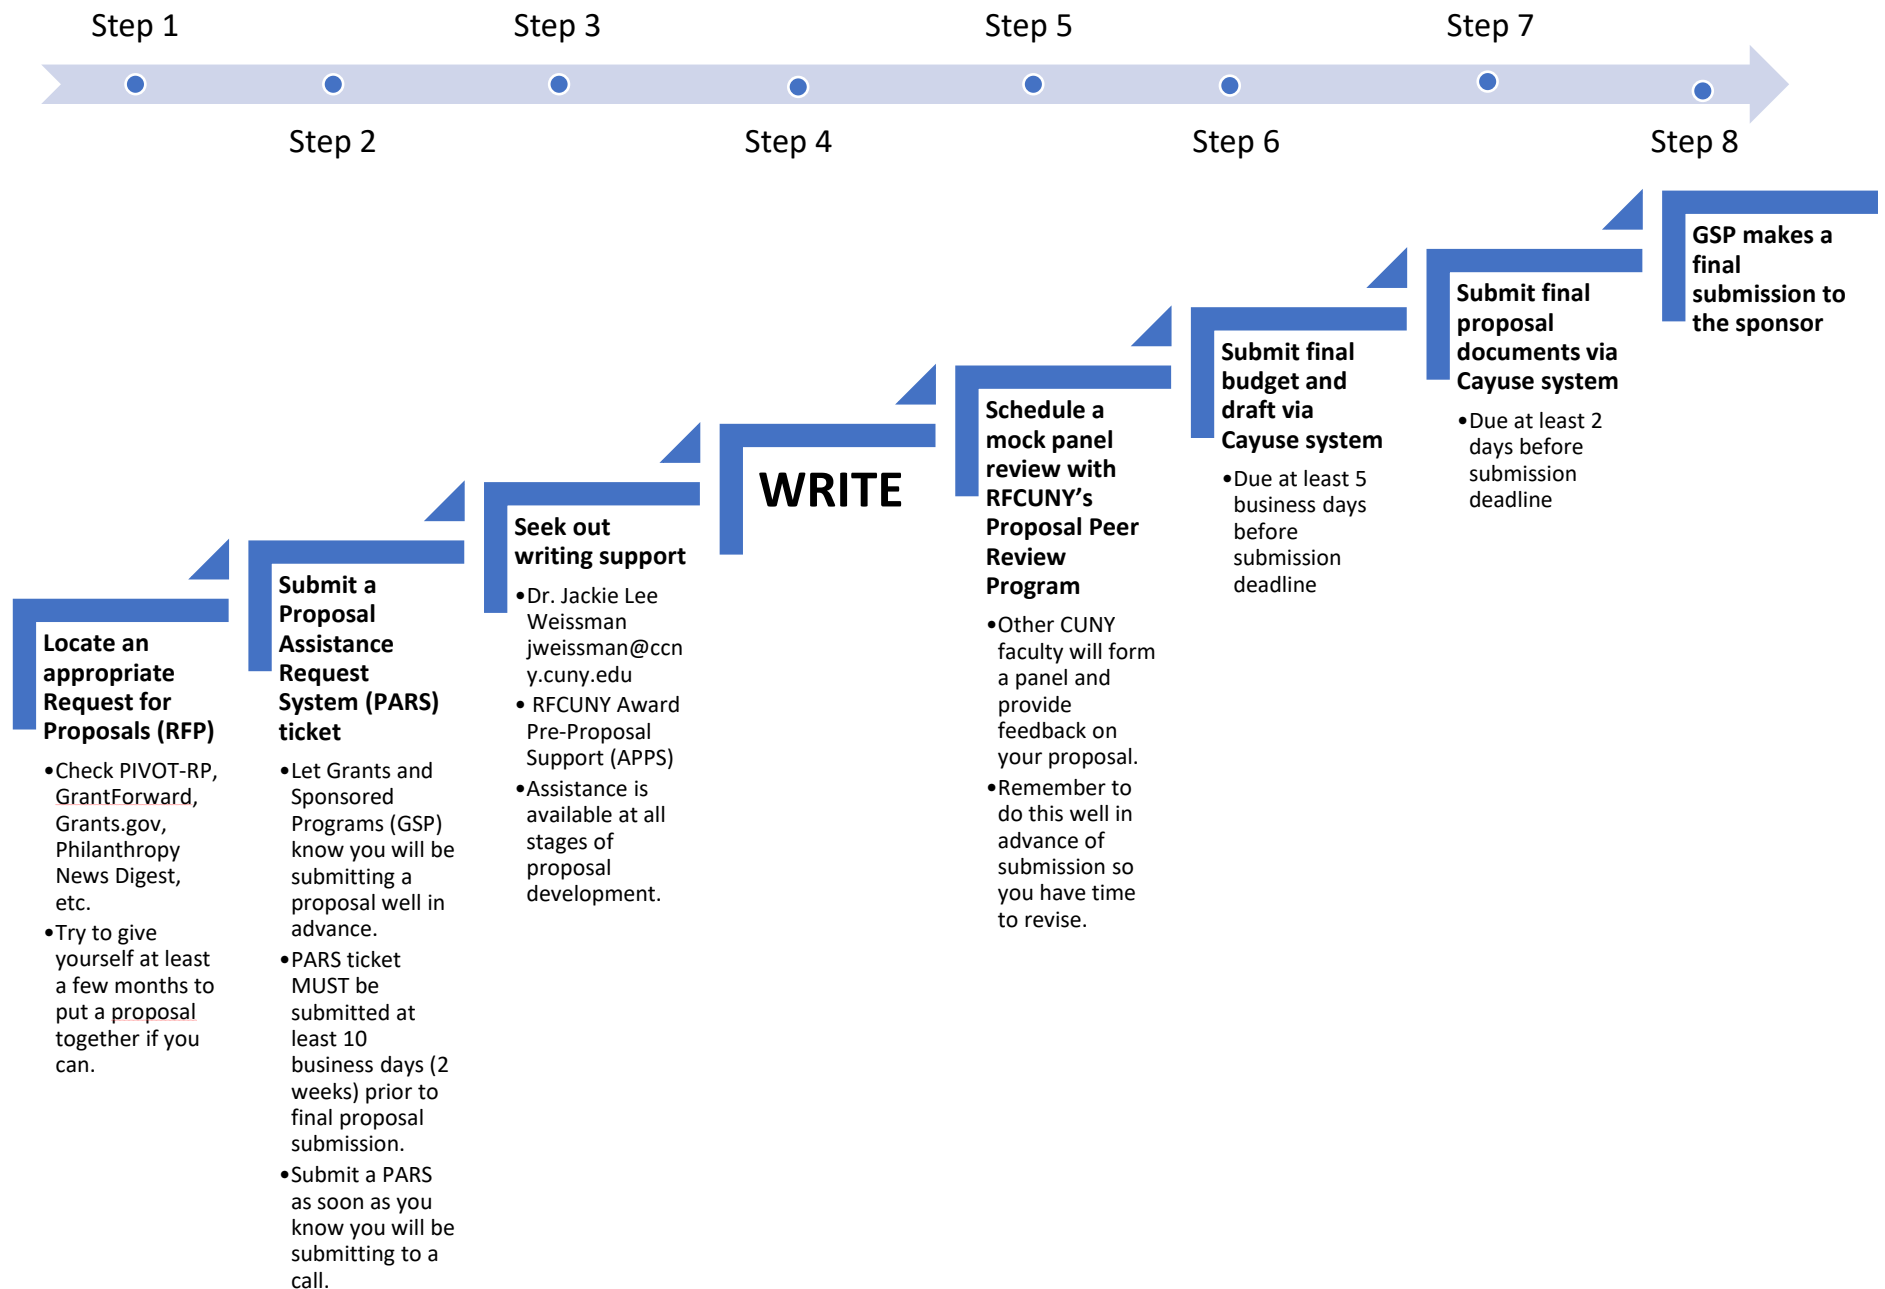 Step 1
Step 3
Step 5
Step 7
Step 2
Step 4
Step 6
Step 8
Locate an
appropriate
Request for
Proposals (RFP)
•Check PIVOT-RP,
GrantForward,
Grants.gov,
Philanthropy
News Digest,
etc.
•Try to give
yourself at least
a few months to
put a proposal
together if you
can.
Submit a
Proposal
Assistance
Request
System (PARS)
ticket
•Let Grants and
Sponsored
Programs (GSP)
know you will be
submitting a
proposal well in
advance.
•PARS ticket
MUST be
submitted at
least 10
business days (2
weeks) prior to
final proposal
submission.
•Submit a PARS
as soon as you
know you will be
submitting to a
call.
Seek out
writing support
•Dr. Jackie Lee
Weissman
jweissman@ccn
y.cuny.edu
• RFCUNY Award
Pre-Proposal
Support (APPS)
•Assistance is
available at all
stages of
proposal
development.
WRITE
Schedule a
mock panel
review with
RFCUNY’s
Proposal Peer
Review
Program
•Other CUNY
faculty will form
a panel and
provide
feedback on
your proposal.
•Remember to
do this well in
advance of
submission so
you have time
to revise.
Submit final
budget and
draft via
Cayuse system
•Due at least 5
business days
before
submission
deadline
Submit final
proposal
documents via
Cayuse system
•Due at least 2
days before
submission
deadline
GSP makes a
final
submission to
the sponsor